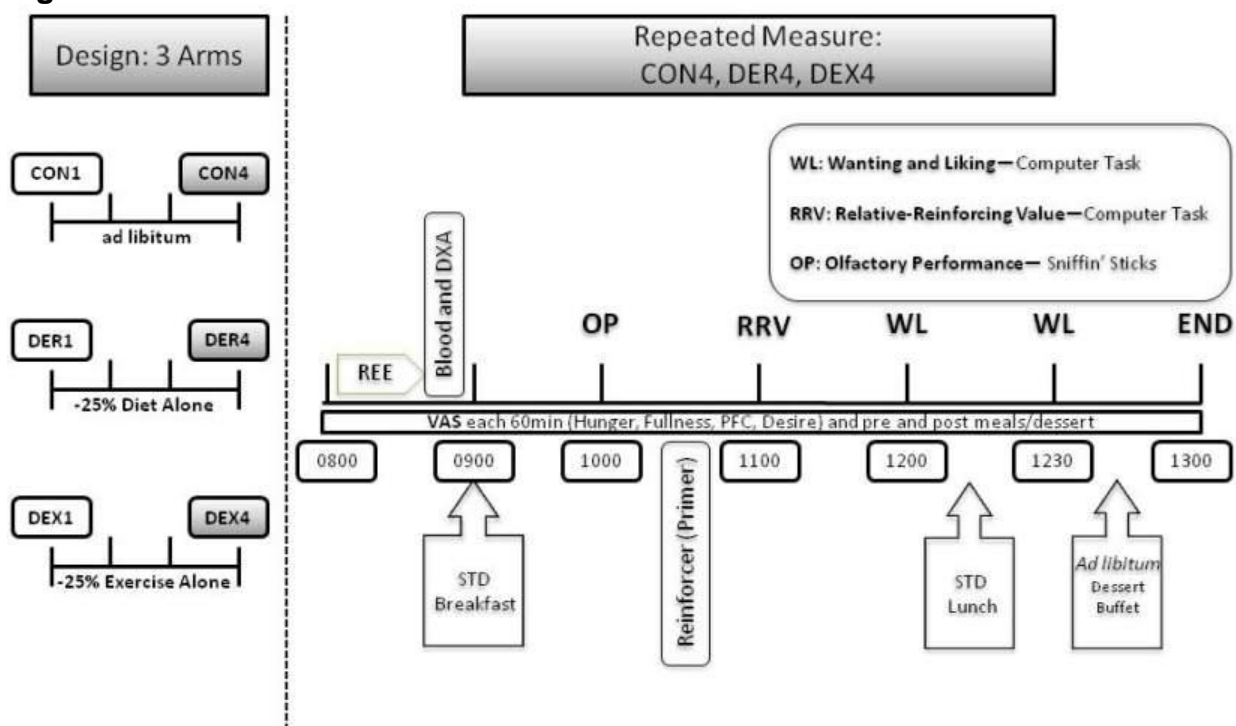 Design: 3 Arms
CON1
CON4
ad libitum
DER1
DER4
-25% Diet Alone
DEX1
DEX4
-25% Exercise Alone
Repeated Measure:
CON4, DER4, DEX4
WL: Wanting and Liking—Computer Task
RRV: Relative-Reinforcing Value—Computer Task
OP: Olfactory Performance— Sniffin' Sticks
REE
Blood and DXA
OP
RRV
WL
WL
END
VAS each 60min (Hunger, Fullness, PFC, Desire) and pre and post meals/dessert
0800
0900
1000
1100
1200
1230
1300
STD
Breakfast
Reinforcer (Primer)
STD
Lunch
Ad libitum
Dessert
Buffet